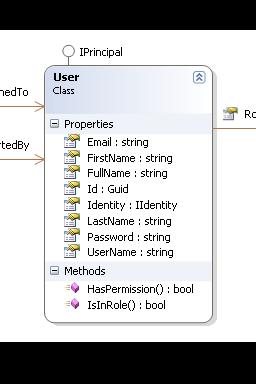 IPrincipal
User
Class
nedTo
Properties
Ro
Email : string
FirstName : string
rtedBy
FullName : string
Id : Guid
Identity : IIdentity
LastName : string
Password : string
UserName : string
Methods
HasPermission() : bool
IsInRole() : bool